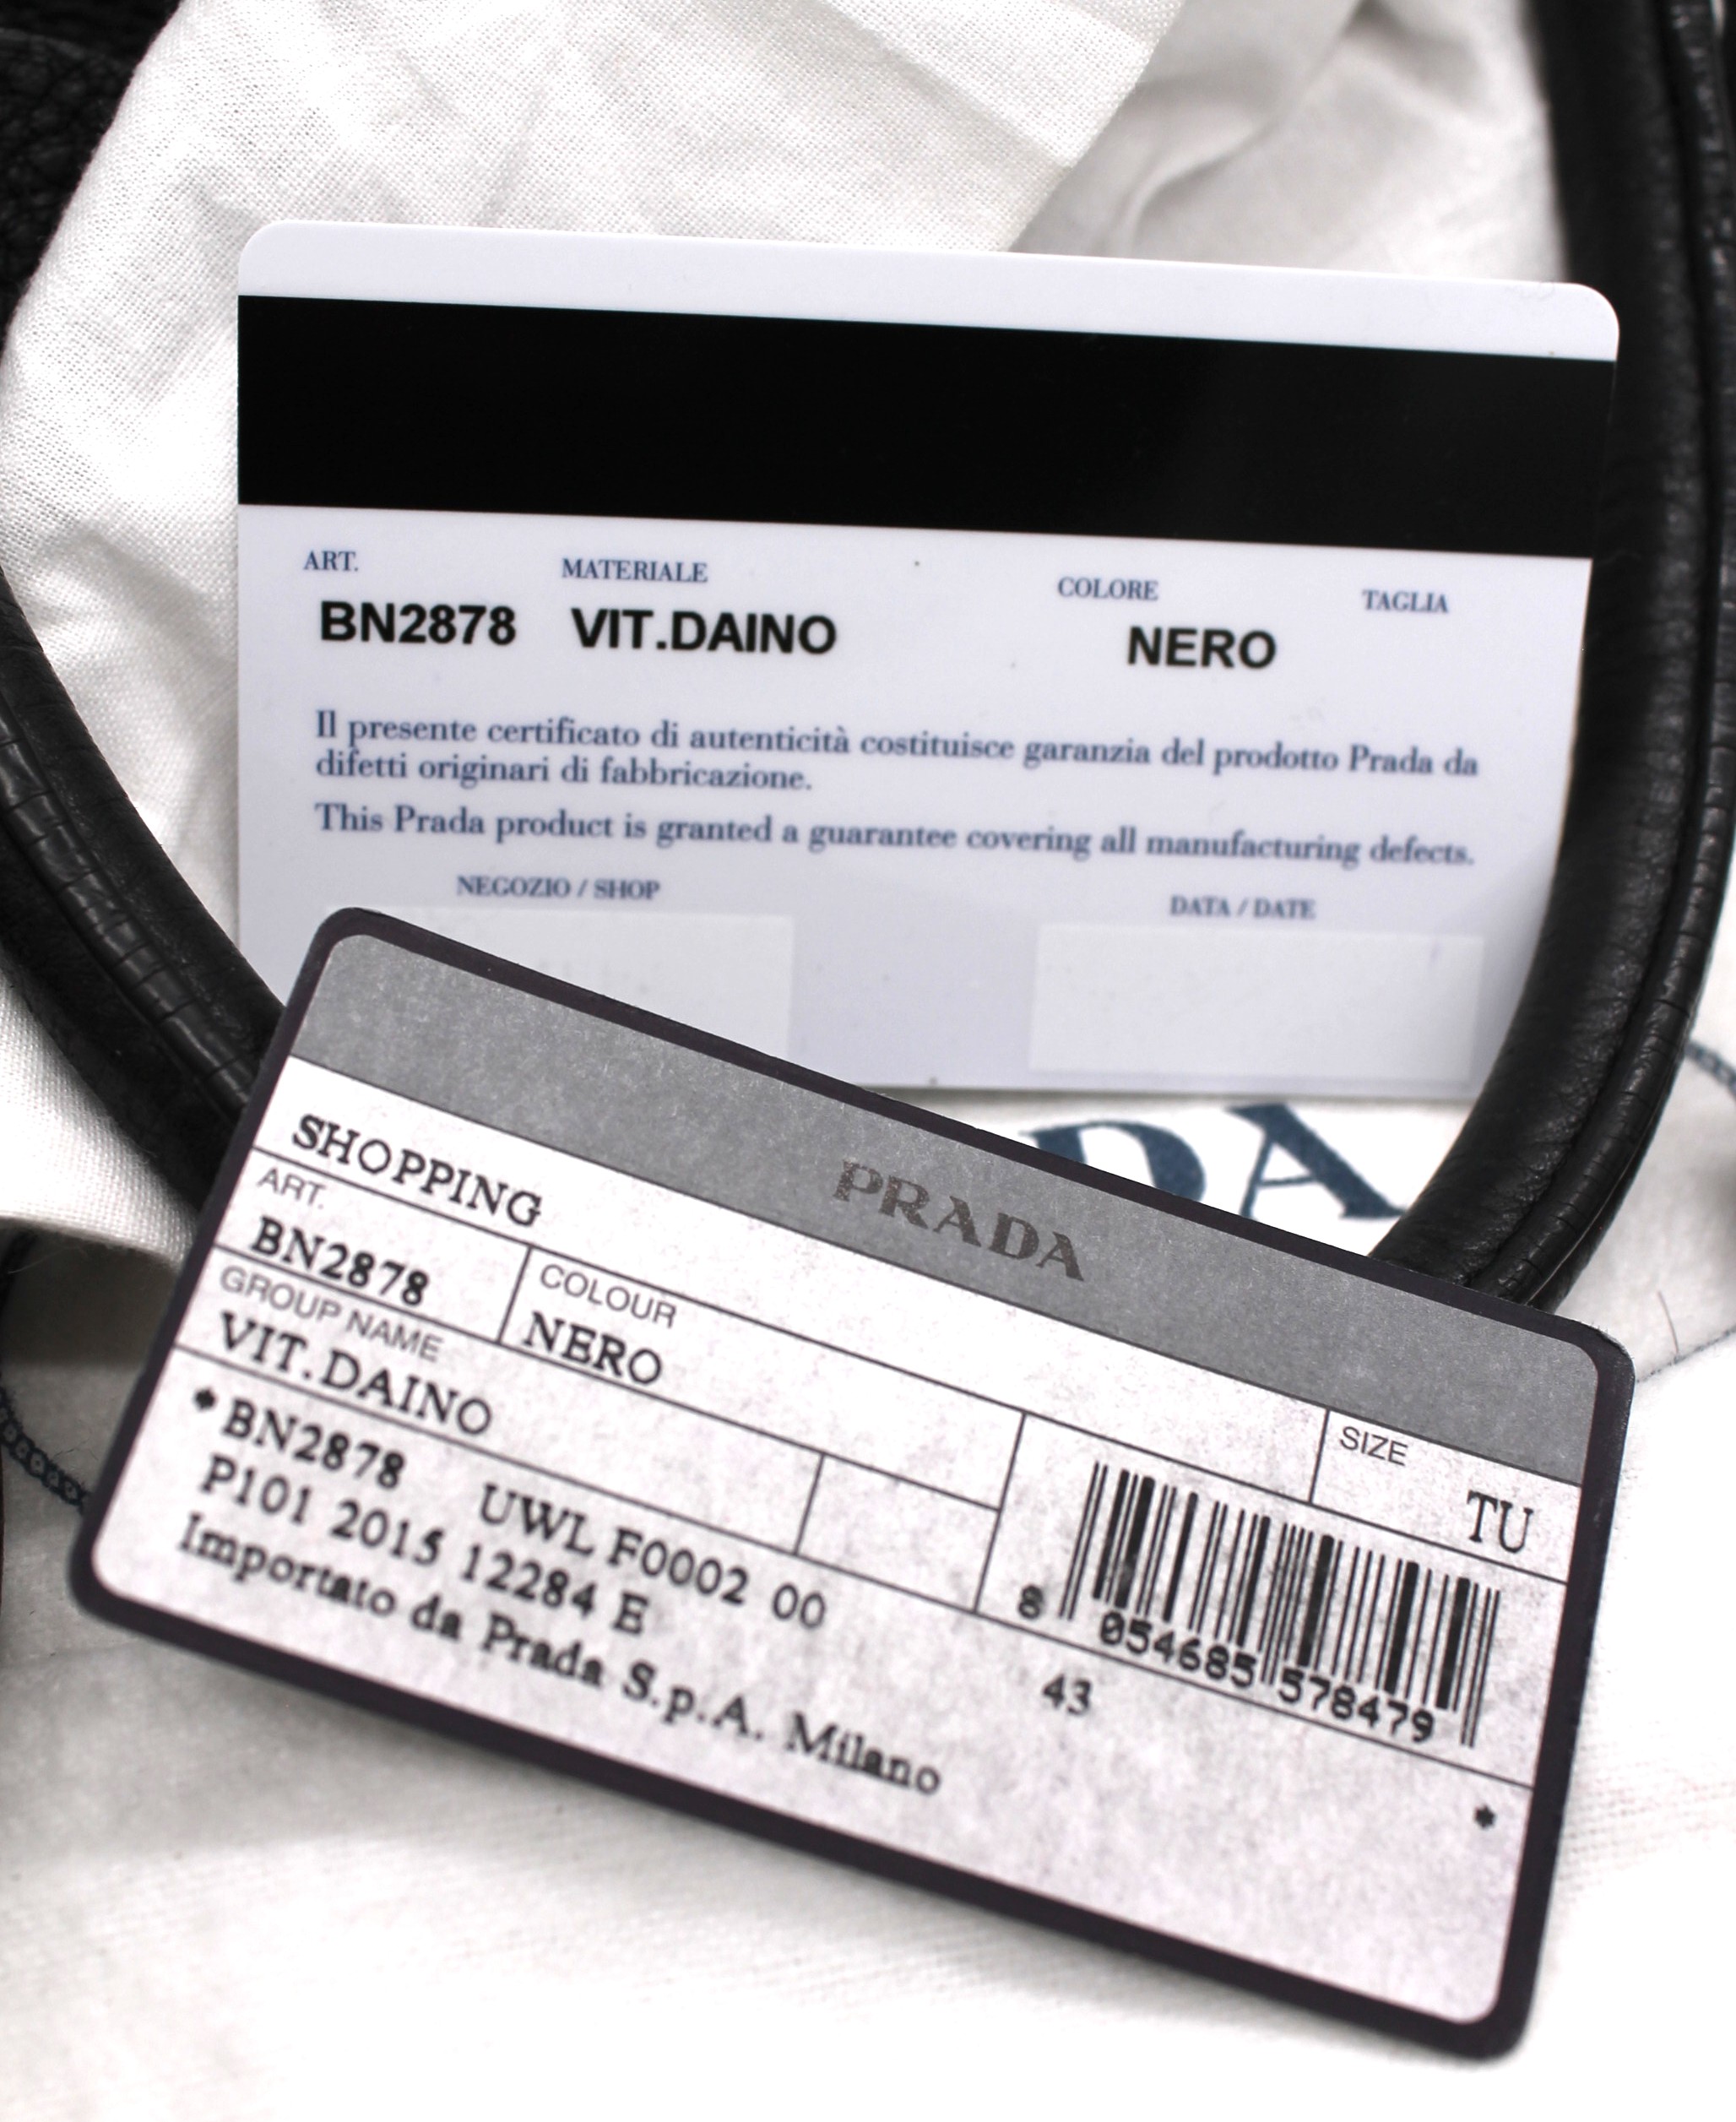 ART. MATERIALE COLORE TAGLIA
BN2878 VIT.DAINO NERO
Il presente certificato di autenticità costituisce garanzia del prodotto Prada da
difetti originari di fabbricazione.
This Prada product is granted a guarantee covering all manufacturing defects.
NEGOZIO / SHOP DATA / DATE
DA
PRADA
SHOPPING
ART.
BN2878
COLOUR
NERO
SIZE
TU
GROUP NAME
VIT.DAINO
*BN2878 UWL F0002 00
P101 2015 12284 E
Importato da Prada S.p.A. Milano
8 054685 578479
43
*